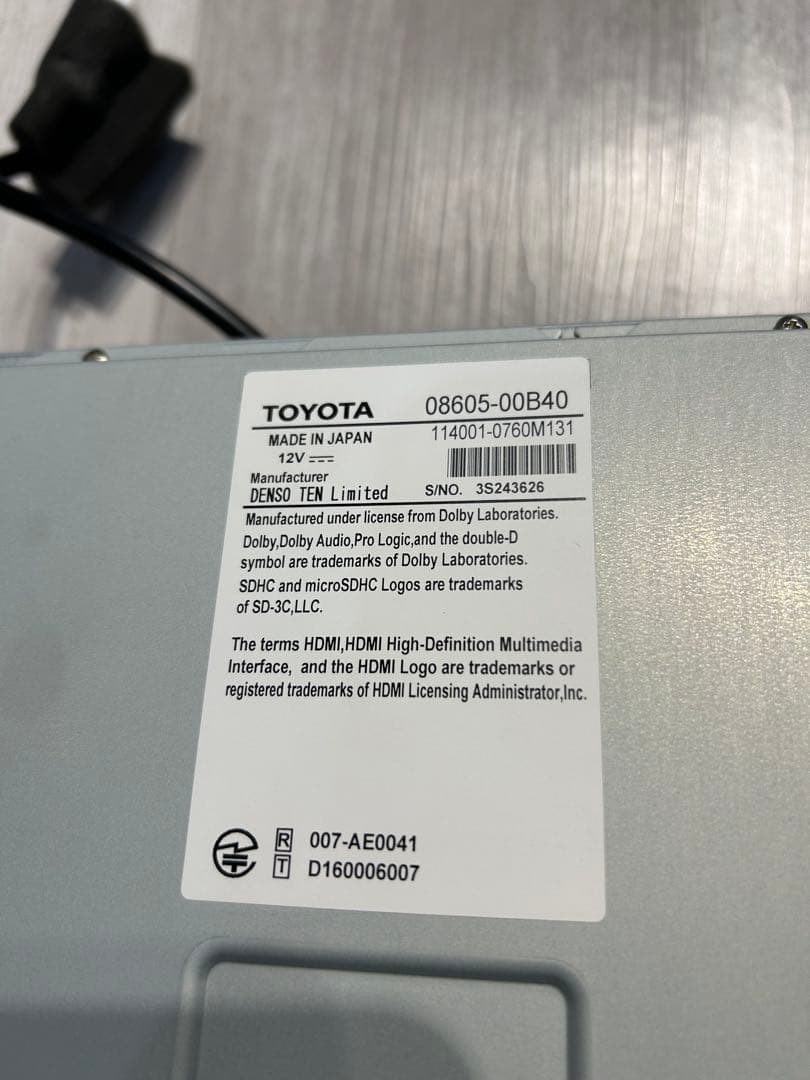 TOYOTA 08605-00B40
MADE IN JAPAN 114001-0760M131
12V
Manufacturer
DENSO TEN Limited S/NO. 3S243626
Manufactured under license from Dolby Laboratories.
Dolby,Dolby Audio,Pro Logic,and the double-D
symbol are trademarks of Dolby Laboratories.
SDHC and microSDHC Logos are trademarks
of SD-3C,LLC.
The terms HDMI,HDMI High-Definition Multimedia
Interface, and the HDMI Logo are trademarks or
registered trademarks of HDMI Licensing Administrator,Inc.
R 007-AE0041
T D160006007